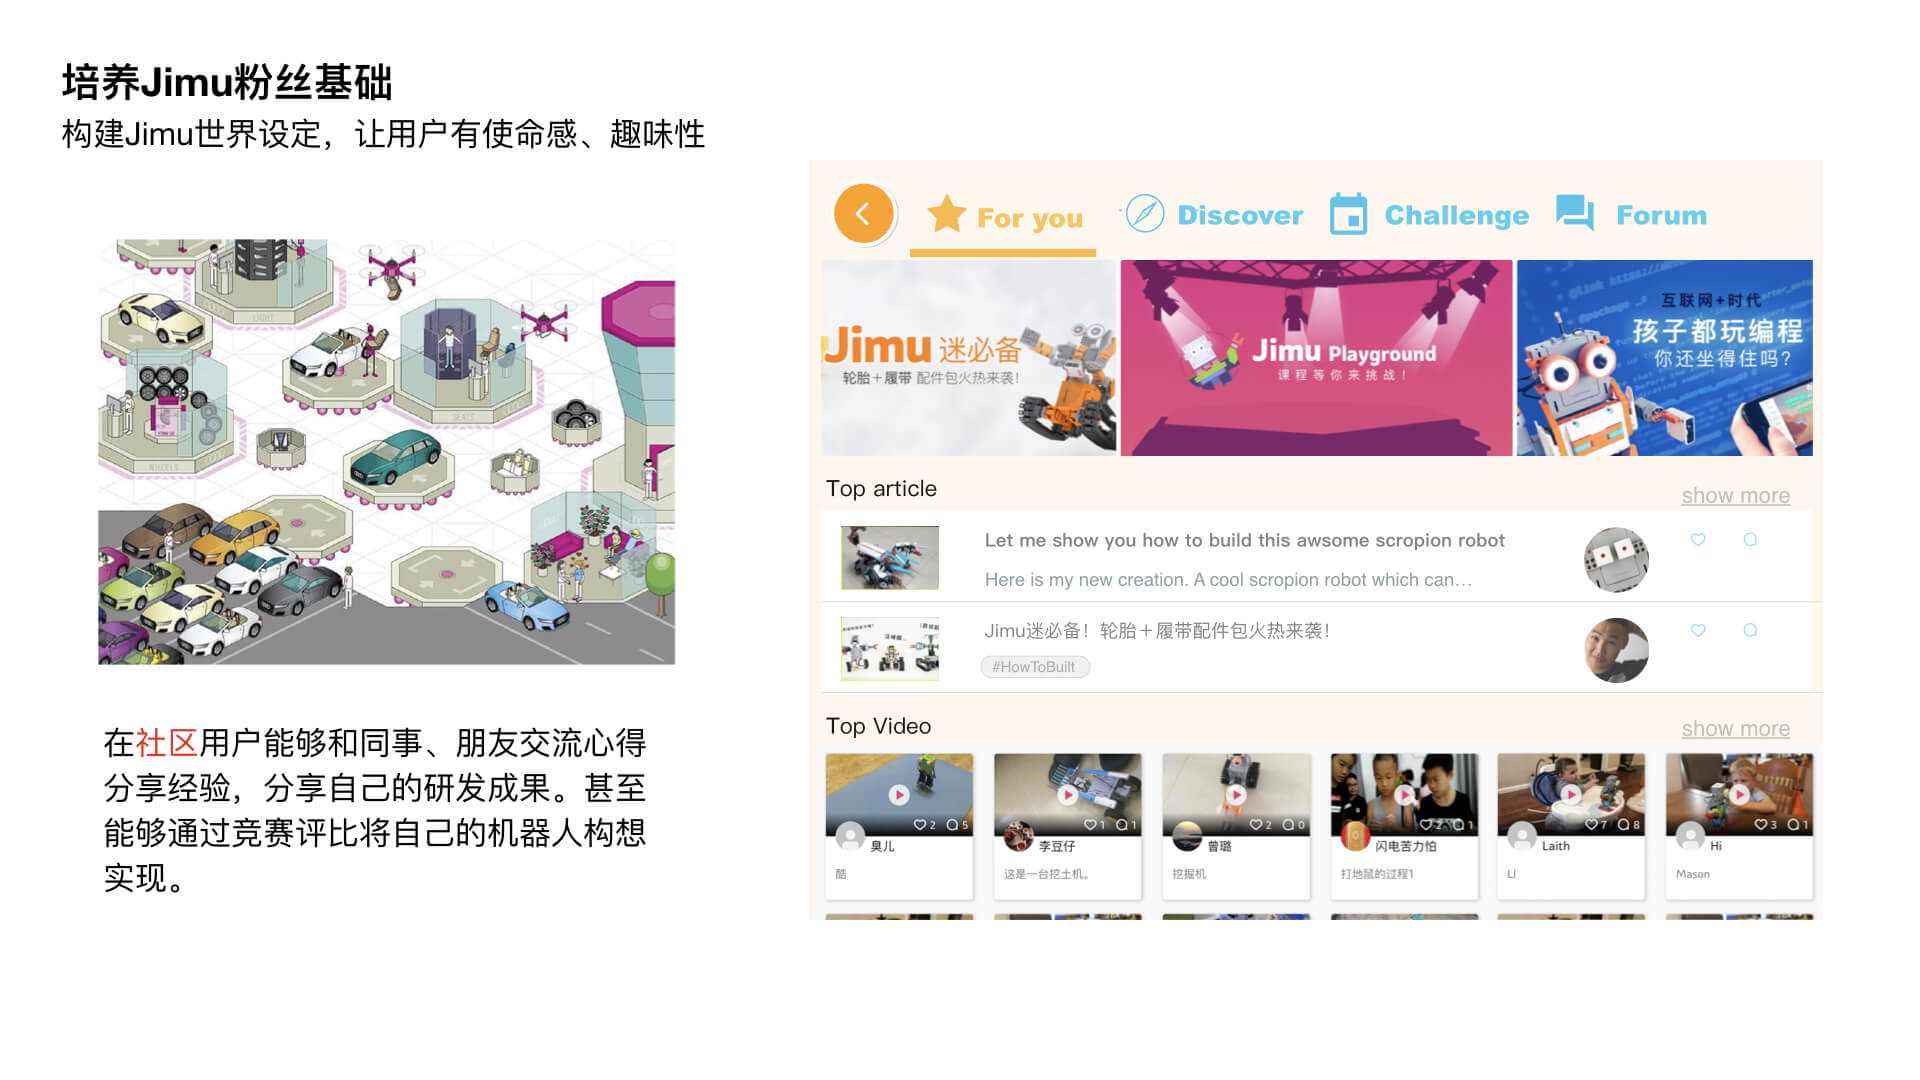 培养Jimu粉丝基础
构建Jimu世界设定，让用户有使命感、趣味性
LIGHT
SEATS
WHEELS
在社区用户能够和同事、朋友交流心得
分享经验，分享自己的研发成果。甚至
能够通过竞赛评比将自己的机器人构想
实现。
For you
Discover
Challenge
Forum
Jimu 迷必备
轮胎＋履带 配件包火热来袭！
Jimu Playground
课程等你来挑战！
互联网+时代
孩子都玩编程
你还坐得住吗？
Top article
show more
Let me show you how to build this awsome scropion robot
Here is my new creation. A cool scropion robot which can…
Jimu迷必备！轮胎＋履带配件包火热来袭！
#HowToBuilt
Top Video
show more
2 5
1 1
2 0
2 1
7 8
3 1
臭儿
李豆仔
曾璐
闪电苦力怕
Laith
Hi
酷
这是一台挖土机。
挖掘机
打地鼠的过程1
Ll
Mason